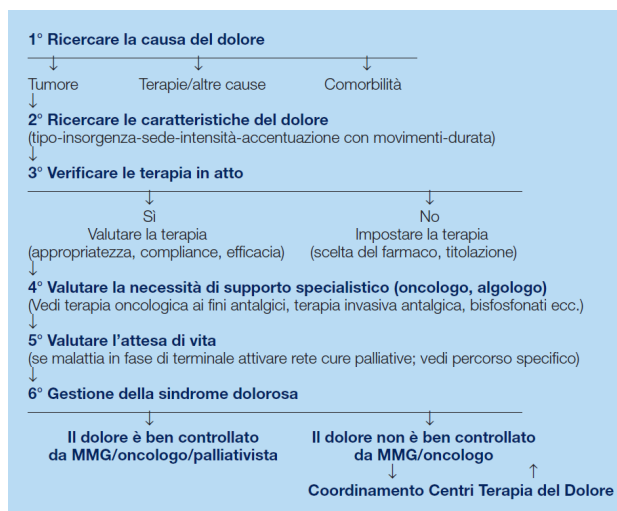 1° Ricercare la causa del dolore
Tumore Terapie/altre cause Comorbilità
2° Ricercare le caratteristiche del dolore
(tipo-insorgenza-sede-intensità-accentuazione con movimenti-durata)
3° Verificare le terapia in atto
Sì No
Valutare la terapia Impostare la terapia
(appropriatezza, compliance, efficacia) (scelta del farmaco, titolazione)
4° Valutare la necessità di supporto specialistico (oncologo, algologo)
(Vedi terapia oncologica ai fini antalgici, terapia invasiva antalgica, bisfosfonati ecc.)
5° Valutare l'attesa di vita
(se malattia in fase di terminale attivare rete cure palliative; vedi percorso specifico)
6° Gestione della sindrome dolorosa
Il dolore è ben controllato Il dolore non è ben controllato
da MMG/oncologo/palliativista da MMG/oncologo
Coordinamento Centri Terapia del Dolore